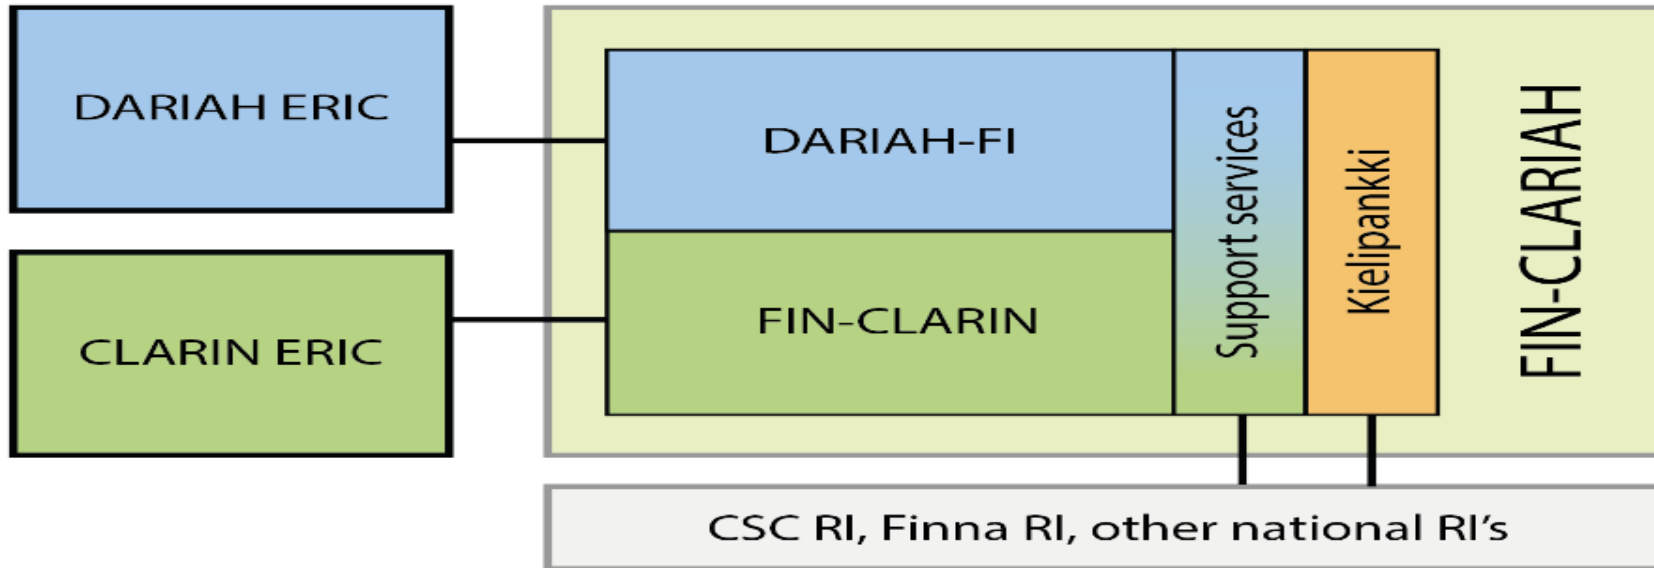 DARIAH ERIC
CLARIN ERIC
DARIAH-FI
FIN-CLARIN
Support services
Kielipankki
FIN-CLARIAH
CSC RI, Finna RI, other national RI's